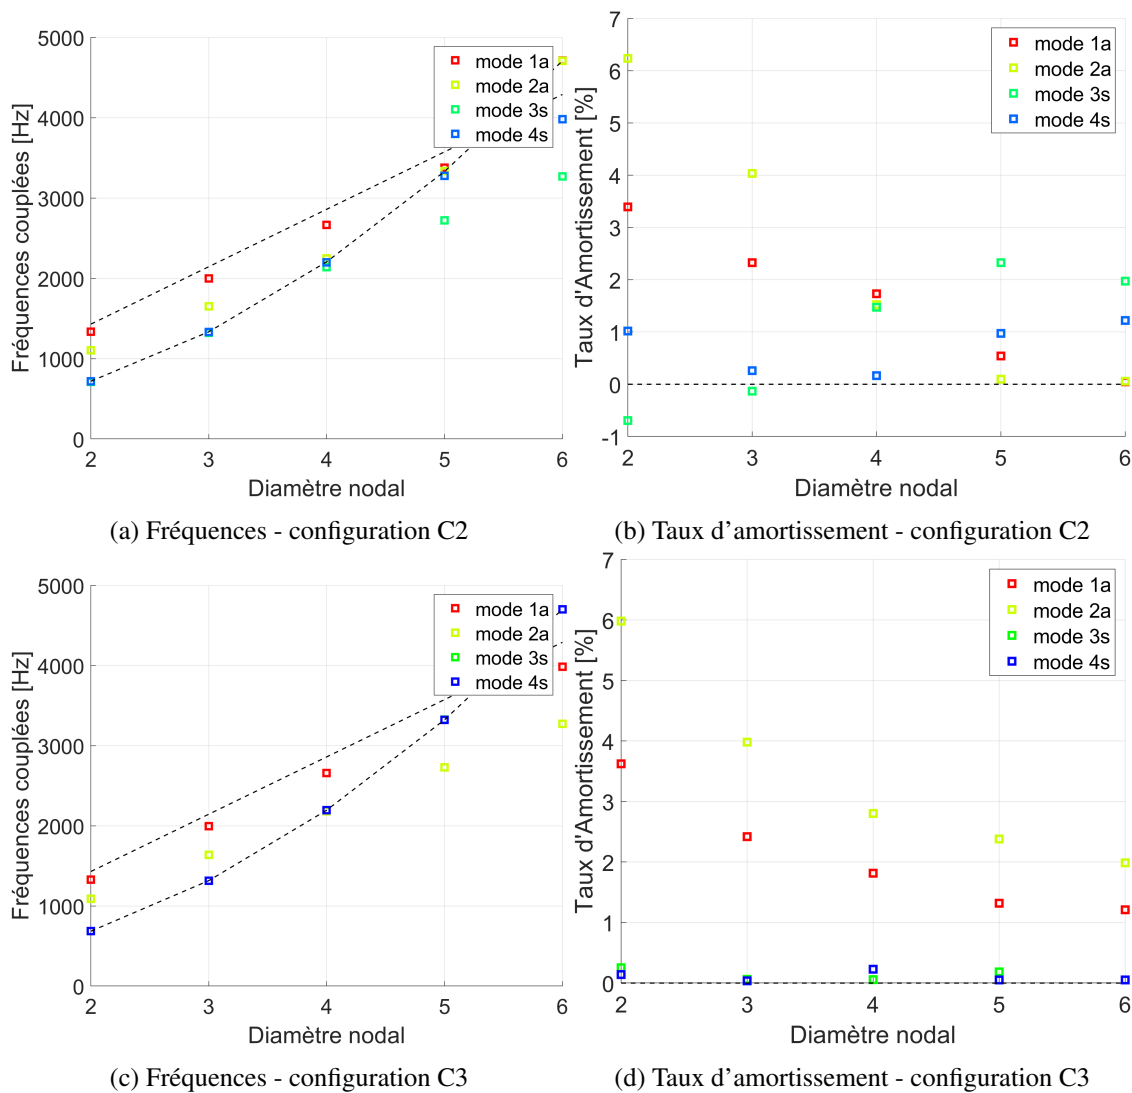 5000
4000
3000
2000
1000
0
2
3
4
5
6
Fréquences couplées [Hz]
Diamètre nodal
mode 1a
mode 2a
mode 3s
mode 4s
(a) Fréquences - configuration C2
7
6
5
4
3
2
1
0
-1
2
3
4
5
6
Taux d'Amortissement [%]
Diamètre nodal
mode 1a
mode 2a
mode 3s
mode 4s
(b) Taux d’amortissement - configuration C2
5000
4000
3000
2000
1000
0
2
3
4
5
6
Fréquences couplées [Hz]
Diamètre nodal
mode 1a
mode 2a
mode 3s
mode 4s
(c) Fréquences - configuration C3
7
6
5
4
3
2
1
0
2
3
4
5
6
Taux d'Amortissement [%]
Diamètre nodal
mode 1a
mode 2a
mode 3s
mode 4s
(d) Taux d’amortissement - configuration C3